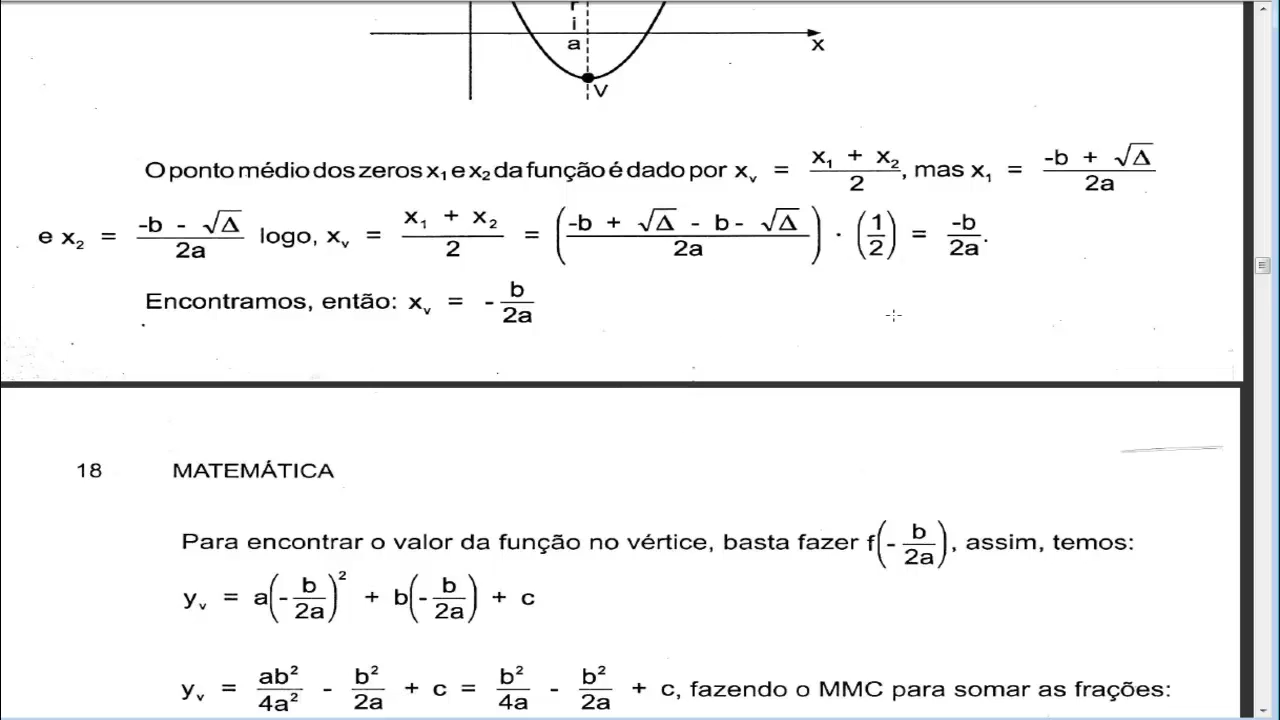 r
i
a
x
V
O ponto médio dos zeros x₁ e x₂ da função é dado por xᵥ = (x₁ + x₂)/2, mas x₁ = (-b + √Δ)/2a
e x₂ = (-b - √Δ)/2a logo, xᵥ = (x₁ + x₂)/2 = ((-b + √Δ - b - √Δ)/2a) · (1/2) = -b/2a.
Encontramos, então: xᵥ = - b/2a
18 MATEMÁTICA
Para encontrar o valor da função no vértice, basta fazer f(- b/2a), assim, temos:
yᵥ = a(- b/2a)² + b(- b/2a) + c
yᵥ = ab²/4a² - b²/2a + c = b²/4a - b²/2a + c, fazendo o MMC para somar as frações: